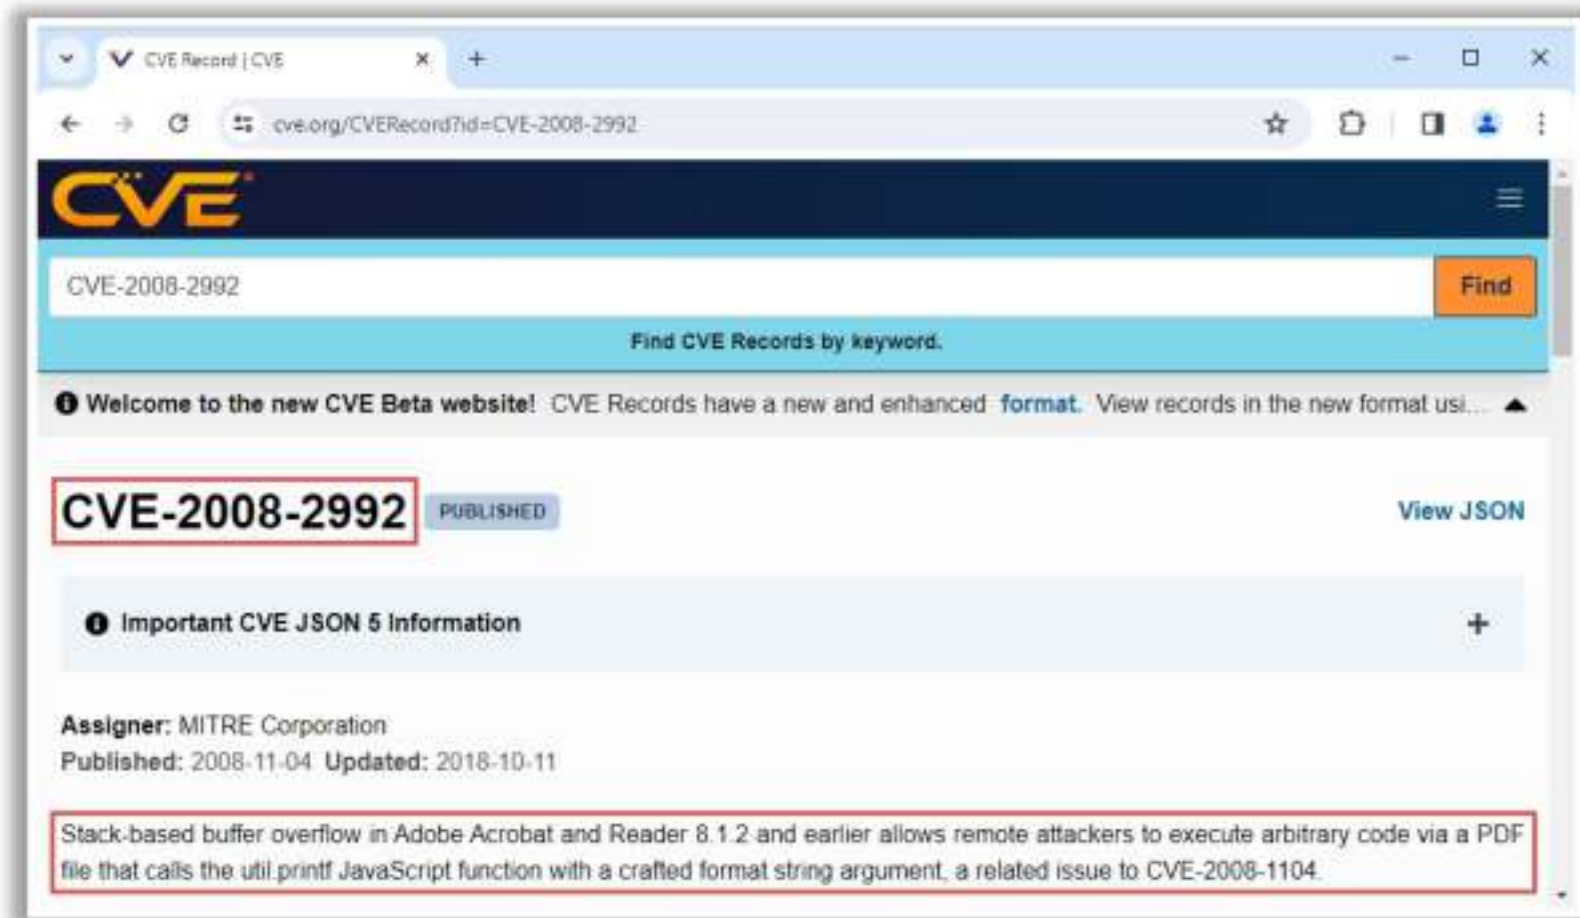 CVE Record | CVE
cve.org/CVERecord?id=CVE-2008-2992
CVE
CVE-2008-2992
Find
Find CVE Records by keyword.
Welcome to the new CVE Beta website! CVE Records have a new and enhanced format. View records in the new format usi...
CVE-2008-2992 PUBLISHED
View JSON
Important CVE JSON 5 Information
Assigner: MITRE Corporation
Published: 2008-11-04 Updated: 2018-10-11
Stack-based buffer overflow in Adobe Acrobat and Reader 8.1.2 and earlier allows remote attackers to execute arbitrary code via a PDF
file that calls the util.printf JavaScript function with a crafted format string argument, a related issue to CVE-2008-1104.